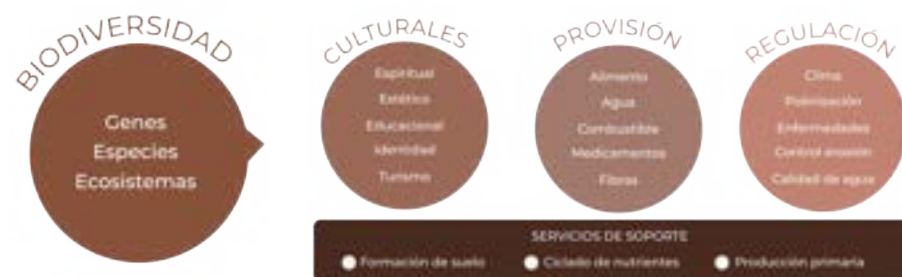 BIODIVERSIDAD
Genes
Especies
Ecosistemas
CULTURALES
Espiritual
Estético
Educacional
Identidad
Turismo
PROVISIÓN
Alimento
Agua
Combustible
Medicamentos
Fibras
REGULACIÓN
Clima
Polinización
Enfermedades
Control erosión
Calidad de agua
SERVICIOS DE SOPORTE
Formación de suelo
Ciclado de nutrientes
Producción primaria